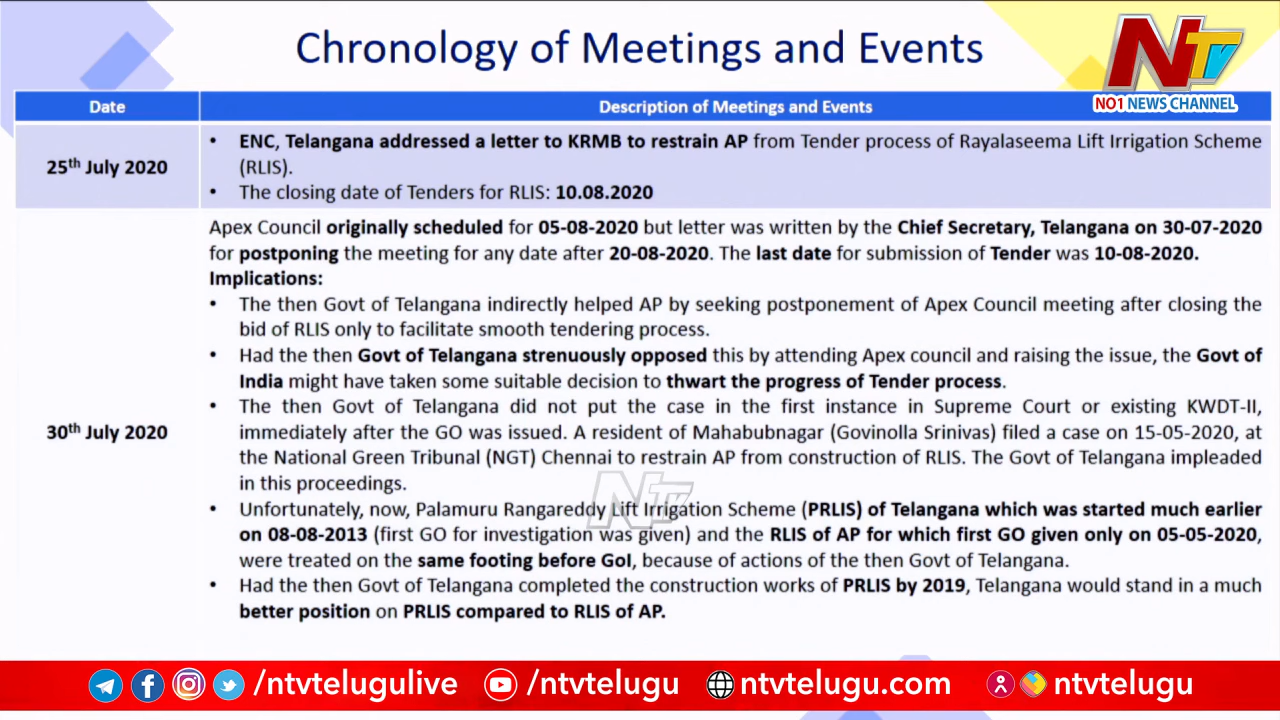 Chronology of Meetings and Events
NTV
NO1 NEWS CHANNEL
Date
Description of Meetings and Events
25th July 2020
• ENC, Telangana addressed a letter to KRMB to restrain AP from Tender process of Rayalaseema Lift Irrigation Scheme
(RLIS).
• The closing date of Tenders for RLIS: 10.08.2020
30th July 2020
Apex Council originally scheduled for 05-08-2020 but letter was written by the Chief Secretary, Telangana on 30-07-2020
for postponing the meeting for any date after 20-08-2020. The last date for submission of Tender was 10-08-2020.
Implications:
• The then Govt of Telangana indirectly helped AP by seeking postponement of Apex Council meeting after closing the
bid of RLIS only to facilitate smooth tendering process.
• Had the then Govt of Telangana strenuously opposed this by attending Apex council and raising the issue, the Govt of
India might have taken some suitable decision to thwart the progress of Tender process.
• The then Govt of Telangana did not put the case in the first instance in Supreme Court or existing KWDT-II,
immediately after the GO was issued. A resident of Mahabubnagar (Govinolla Srinivas) filed a case on 15-05-2020, at
the National Green Tribunal (NGT) Chennai to restrain AP from construction of RLIS. The Govt of Telangana impleaded
in this proceedings.
• Unfortunately, now, Palamuru Rangareddy Lift Irrigation Scheme (PRLIS) of Telangana which was started much earlier
on 08-08-2013 (first GO for investigation was given) and the RLIS of AP for which first GO given only on 05-05-2020,
were treated on the same footing before GoI, because of actions of the then Govt of Telangana.
• Had the then Govt of Telangana completed the construction works of PRLIS by 2019, Telangana would stand in a much
better position on PRLIS compared to RLIS of AP.
NTV
/ntvtelugulive
/ntvtelugu
ntvtelugu.com
ntvtelugu